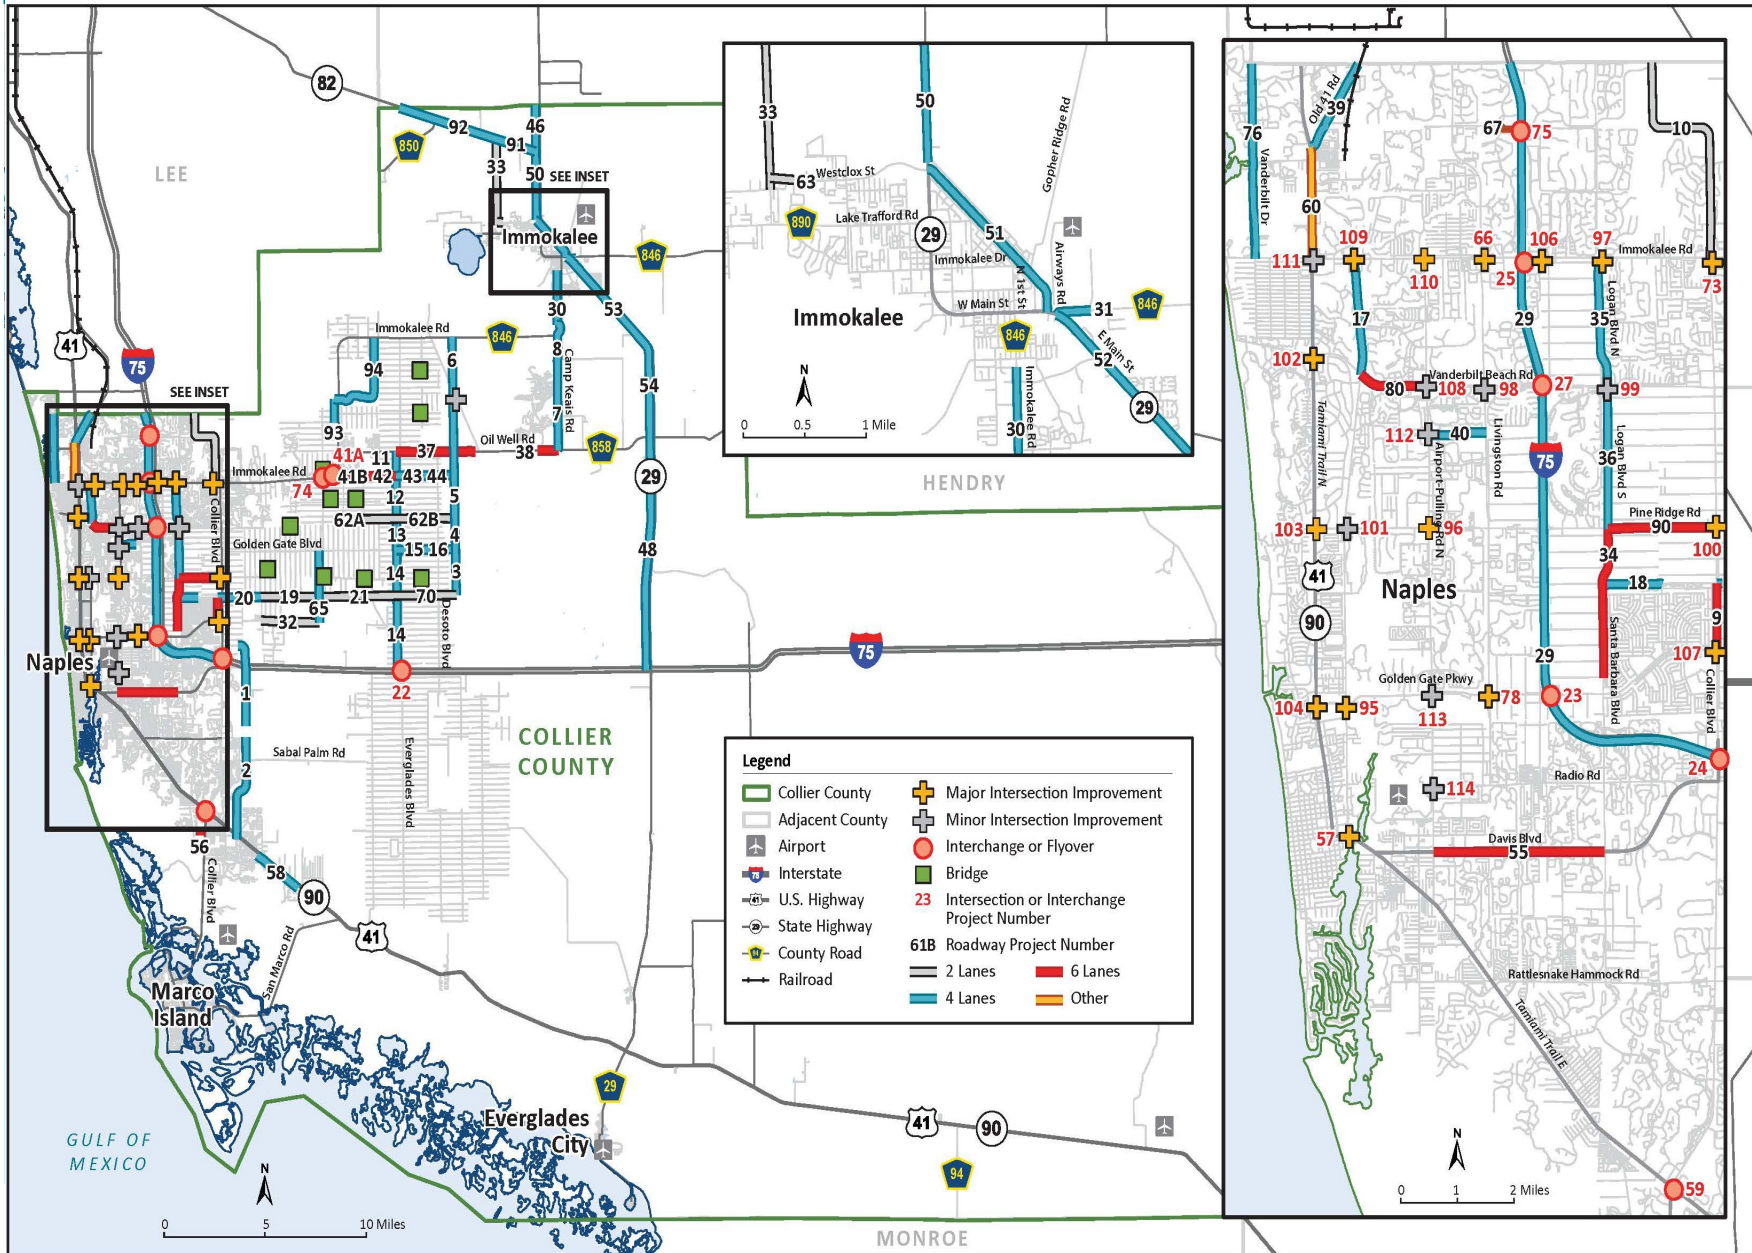 82
LEE
850
92
91
46
33
50
SEE INSET
Immokalee
846
41
75
Immokalee Rd
846
30
53
8
94
6
Camp Keais Rd
54
7
93
SEE INSET
Oil Well Rd
858
41A
11
37
38
Immokalee Rd
41B
42
43
44
74
29
12
5
Collier Blvd
62A
62B
13
4
Golden Gate Blvd
15
16
48
14
3
20
19
65
21
70
32
14
Desoto Blvd
Naples
75
22
1
COLLIER
COUNTY
Sabal Palm Rd
2
Everglades Blvd
56
58
90
Collier Blvd
41
San Marco Rd
Marco
Island
29
Everglades
City
41
90
94
GULF OF
MEXICO
N
0
5
10 Miles
MONROE
HENDRY
33
50
Gopher Ridge Rd
63
Westclox St
890
Lake Trafford Rd
29
51
Immokalee Dr
N 1st St
Airways Rd
W Main St
31
846
Immokalee
846
E Main St
52
N
29
Immokalee Rd
30
0
0.5
1 Mile
Legend
Collier County
Adjacent County
Airport
75
Interstate
41
U.S. Highway
29
State Highway
County Road
Railroad
Major Intersection Improvement
Minor Intersection Improvement
Interchange or Flyover
Bridge
23
Intersection or Interchange
Project Number
61B
Roadway Project Number
2 Lanes
6 Lanes
4 Lanes
Other
Old 41 Rd
39
76
67
75
10
Vanderbilt Dr
60
109
66
106
97
Immokalee Rd
111
110
25
73
17
29
35
Logan Blvd N
102
Vanderbilt Beach Rd
80
108
98
27
99
Tamiami Trail N
112
40
Livingston Rd
Airport-Pulling Rd N
75
36
Logan Blvd S
Pine Ridge Rd
103
101
96
90
100
34
41
Naples
18
90
9
Santa Barbara Blvd
29
107
Golden Gate Pkwy
Collier Blvd
104
95
113
78
23
24
Radio Rd
114
57
Davis Blvd
55
Rattlesnake Hammock Rd
Tamiami Trail E
N
0
1
2 Miles
59